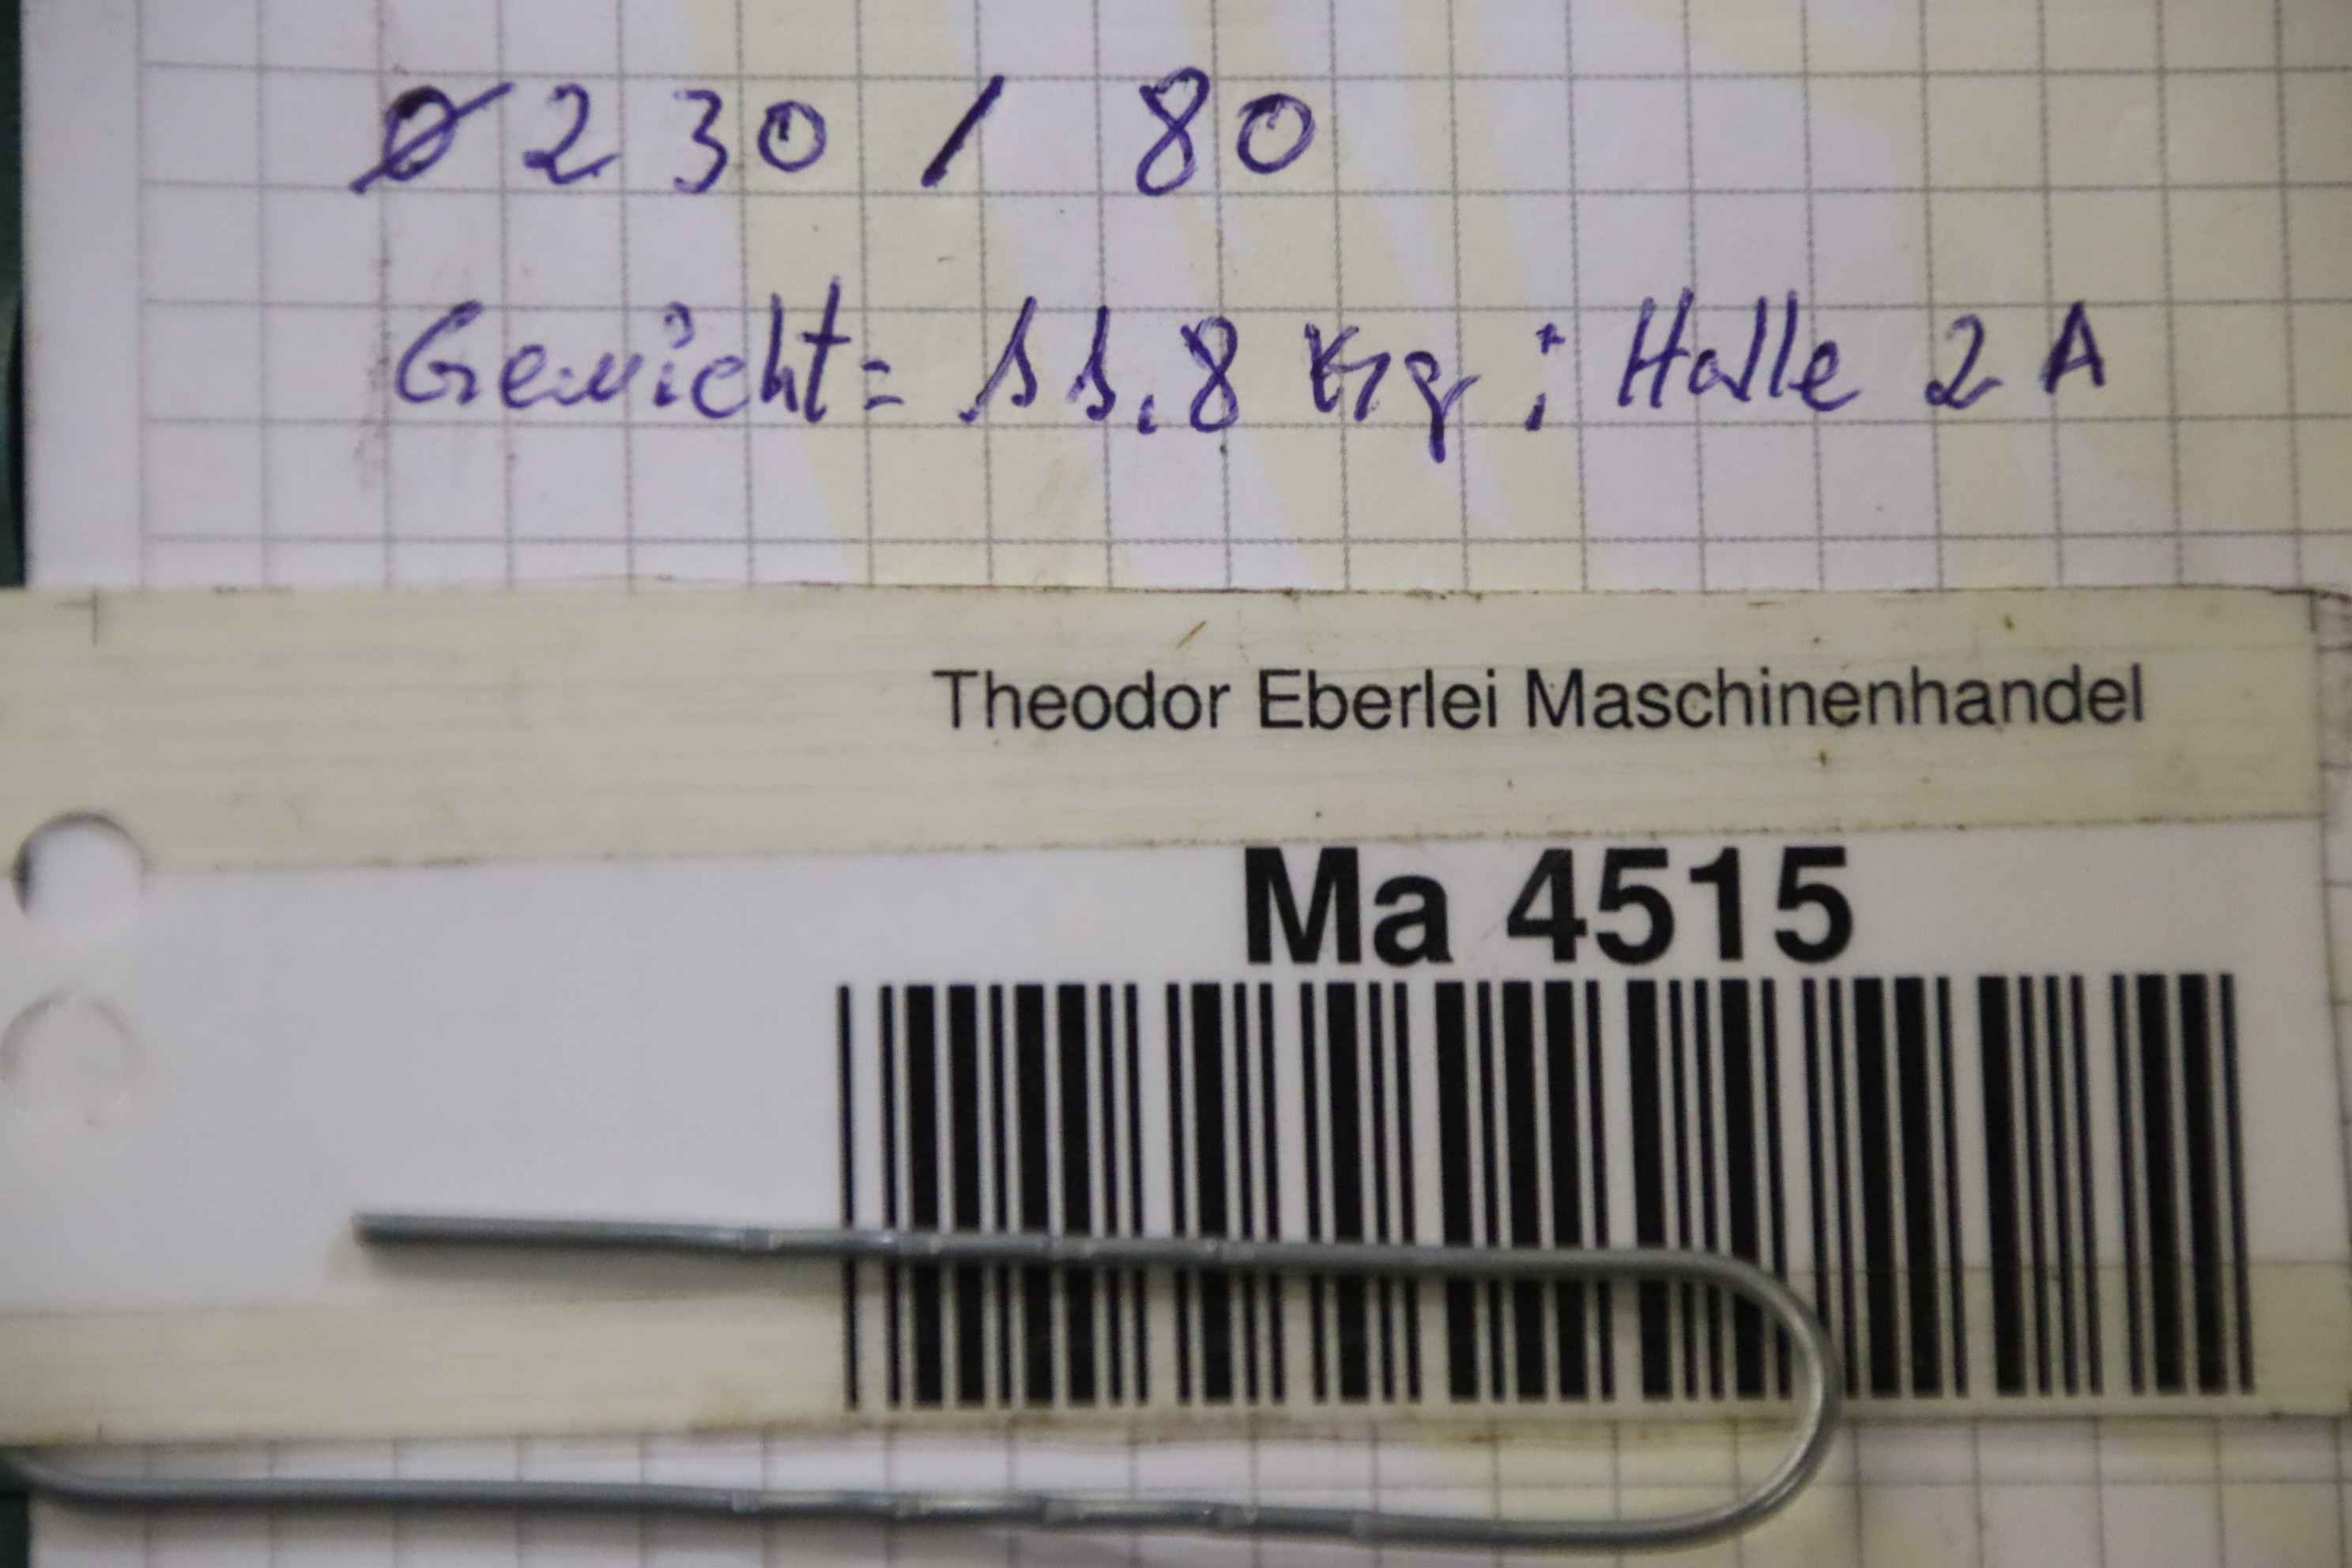 Ø 230 / 80
Gewicht = 11.8 Kg ; Halle 2 A
Theodor Eberlei Maschinenhandel
Ma 4515